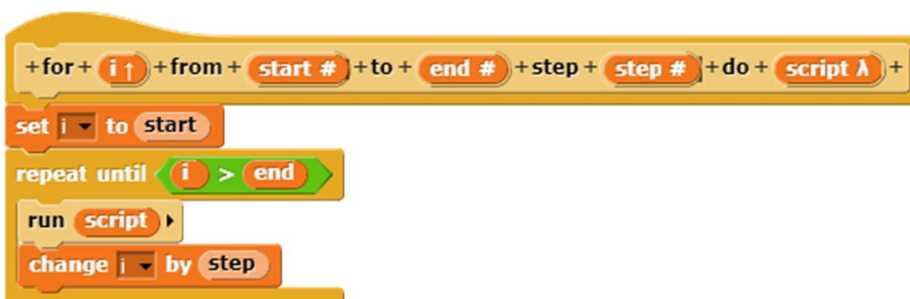 +for+ i ↑ +from+ start # +to+ end # +step+ step # +do+ script λ +
set i to start
repeat until i > end
run script
change i by step